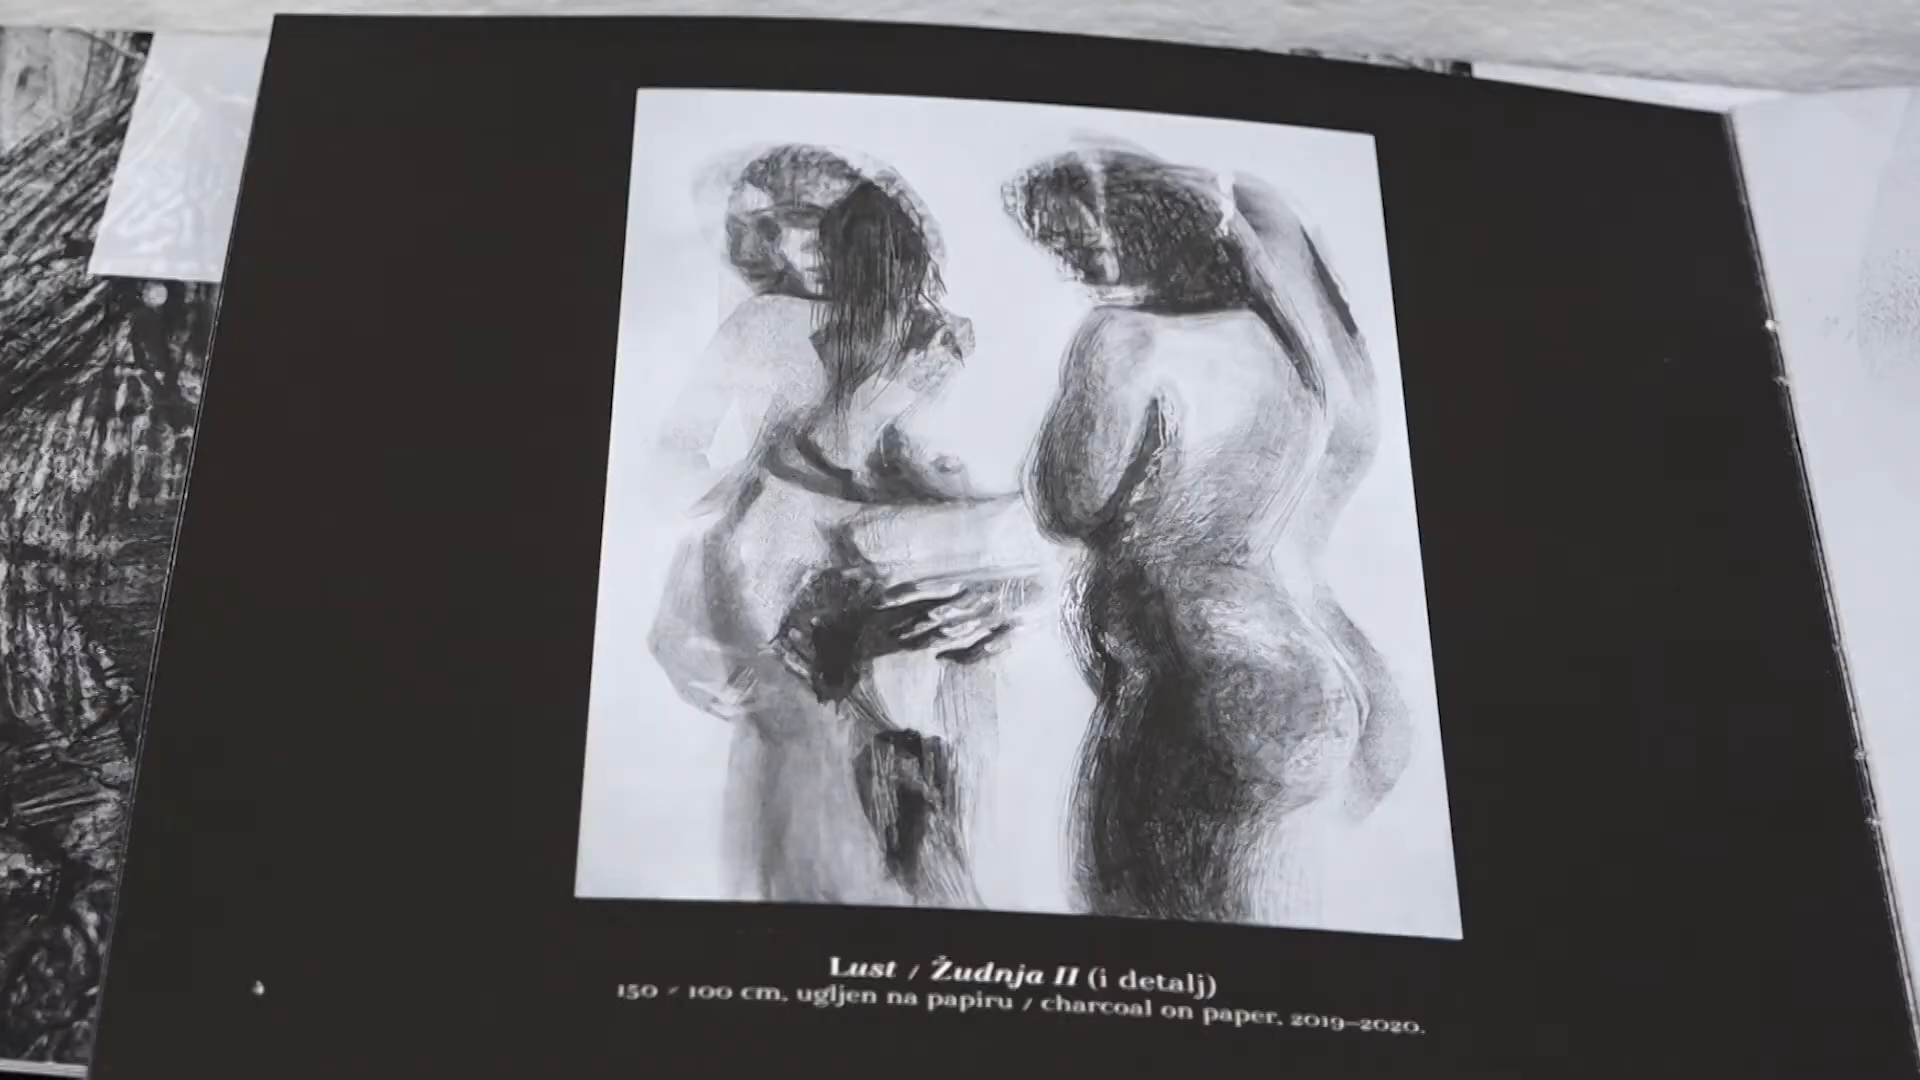 Lust / Žudnja II (i detalj)
150 × 100 cm, ugljen na papiru / charcoal on paper, 2019–2020.